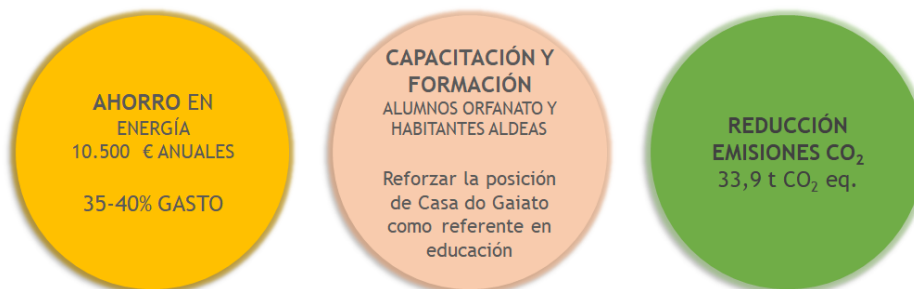 AHORRO EN
ENERGÍA
10.500 € ANUALES
35-40% GASTO
CAPACITACIÓN Y
FORMACIÓN
ALUMNOS ORFANATO Y
HABITANTES ALDEAS
Reforzar la posición
de Casa do Gaiato
como referente en
educación
REDUCCIÓN
EMISIONES CO₂
33,9 t CO₂ eq.